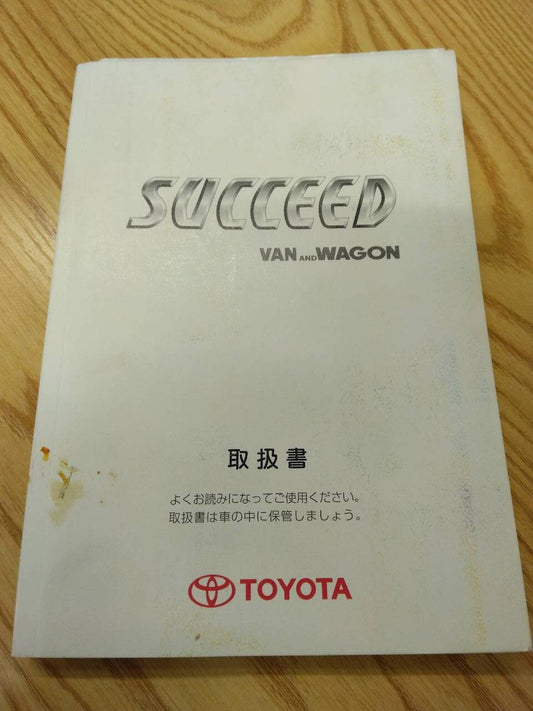 SUCCEED
VAN AND WAGON
取扱書
よくお読みになってご使用ください。
取扱書は車の中に保管しましょう。
TOYOTA